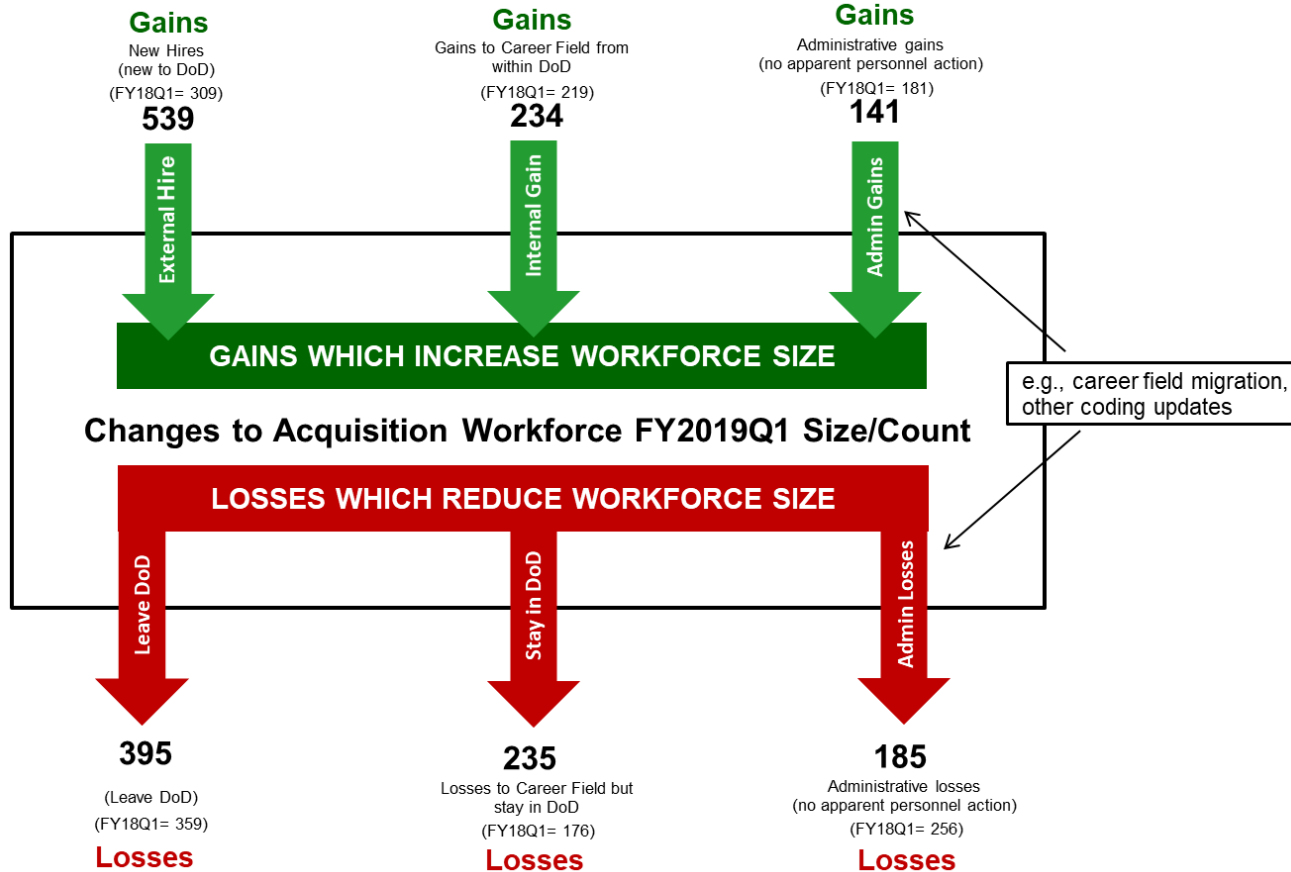 Gains
New Hires
(new to DoD)
(FY18Q1= 309)
539
External Hire
Gains
Gains to Career Field from
within DoD
(FY18Q1= 219)
234
Internal Gain
Gains
Administrative gains
(no apparent personnel action)
(FY18Q1= 181)
141
Admin Gains
GAINS WHICH INCREASE WORKFORCE SIZE
Changes to Acquisition Workforce FY2019Q1 Size/Count
e.g., career field migration,
other coding updates
LOSSES WHICH REDUCE WORKFORCE SIZE
Leave DoD
395
(Leave DoD)
(FY18Q1= 359)
Losses
Stay in DoD
235
Losses to Career Field but
stay in DoD
(FY18Q1= 176)
Losses
Admin Losses
185
Administrative losses
(no apparent personnel action)
(FY18Q1= 256)
Losses